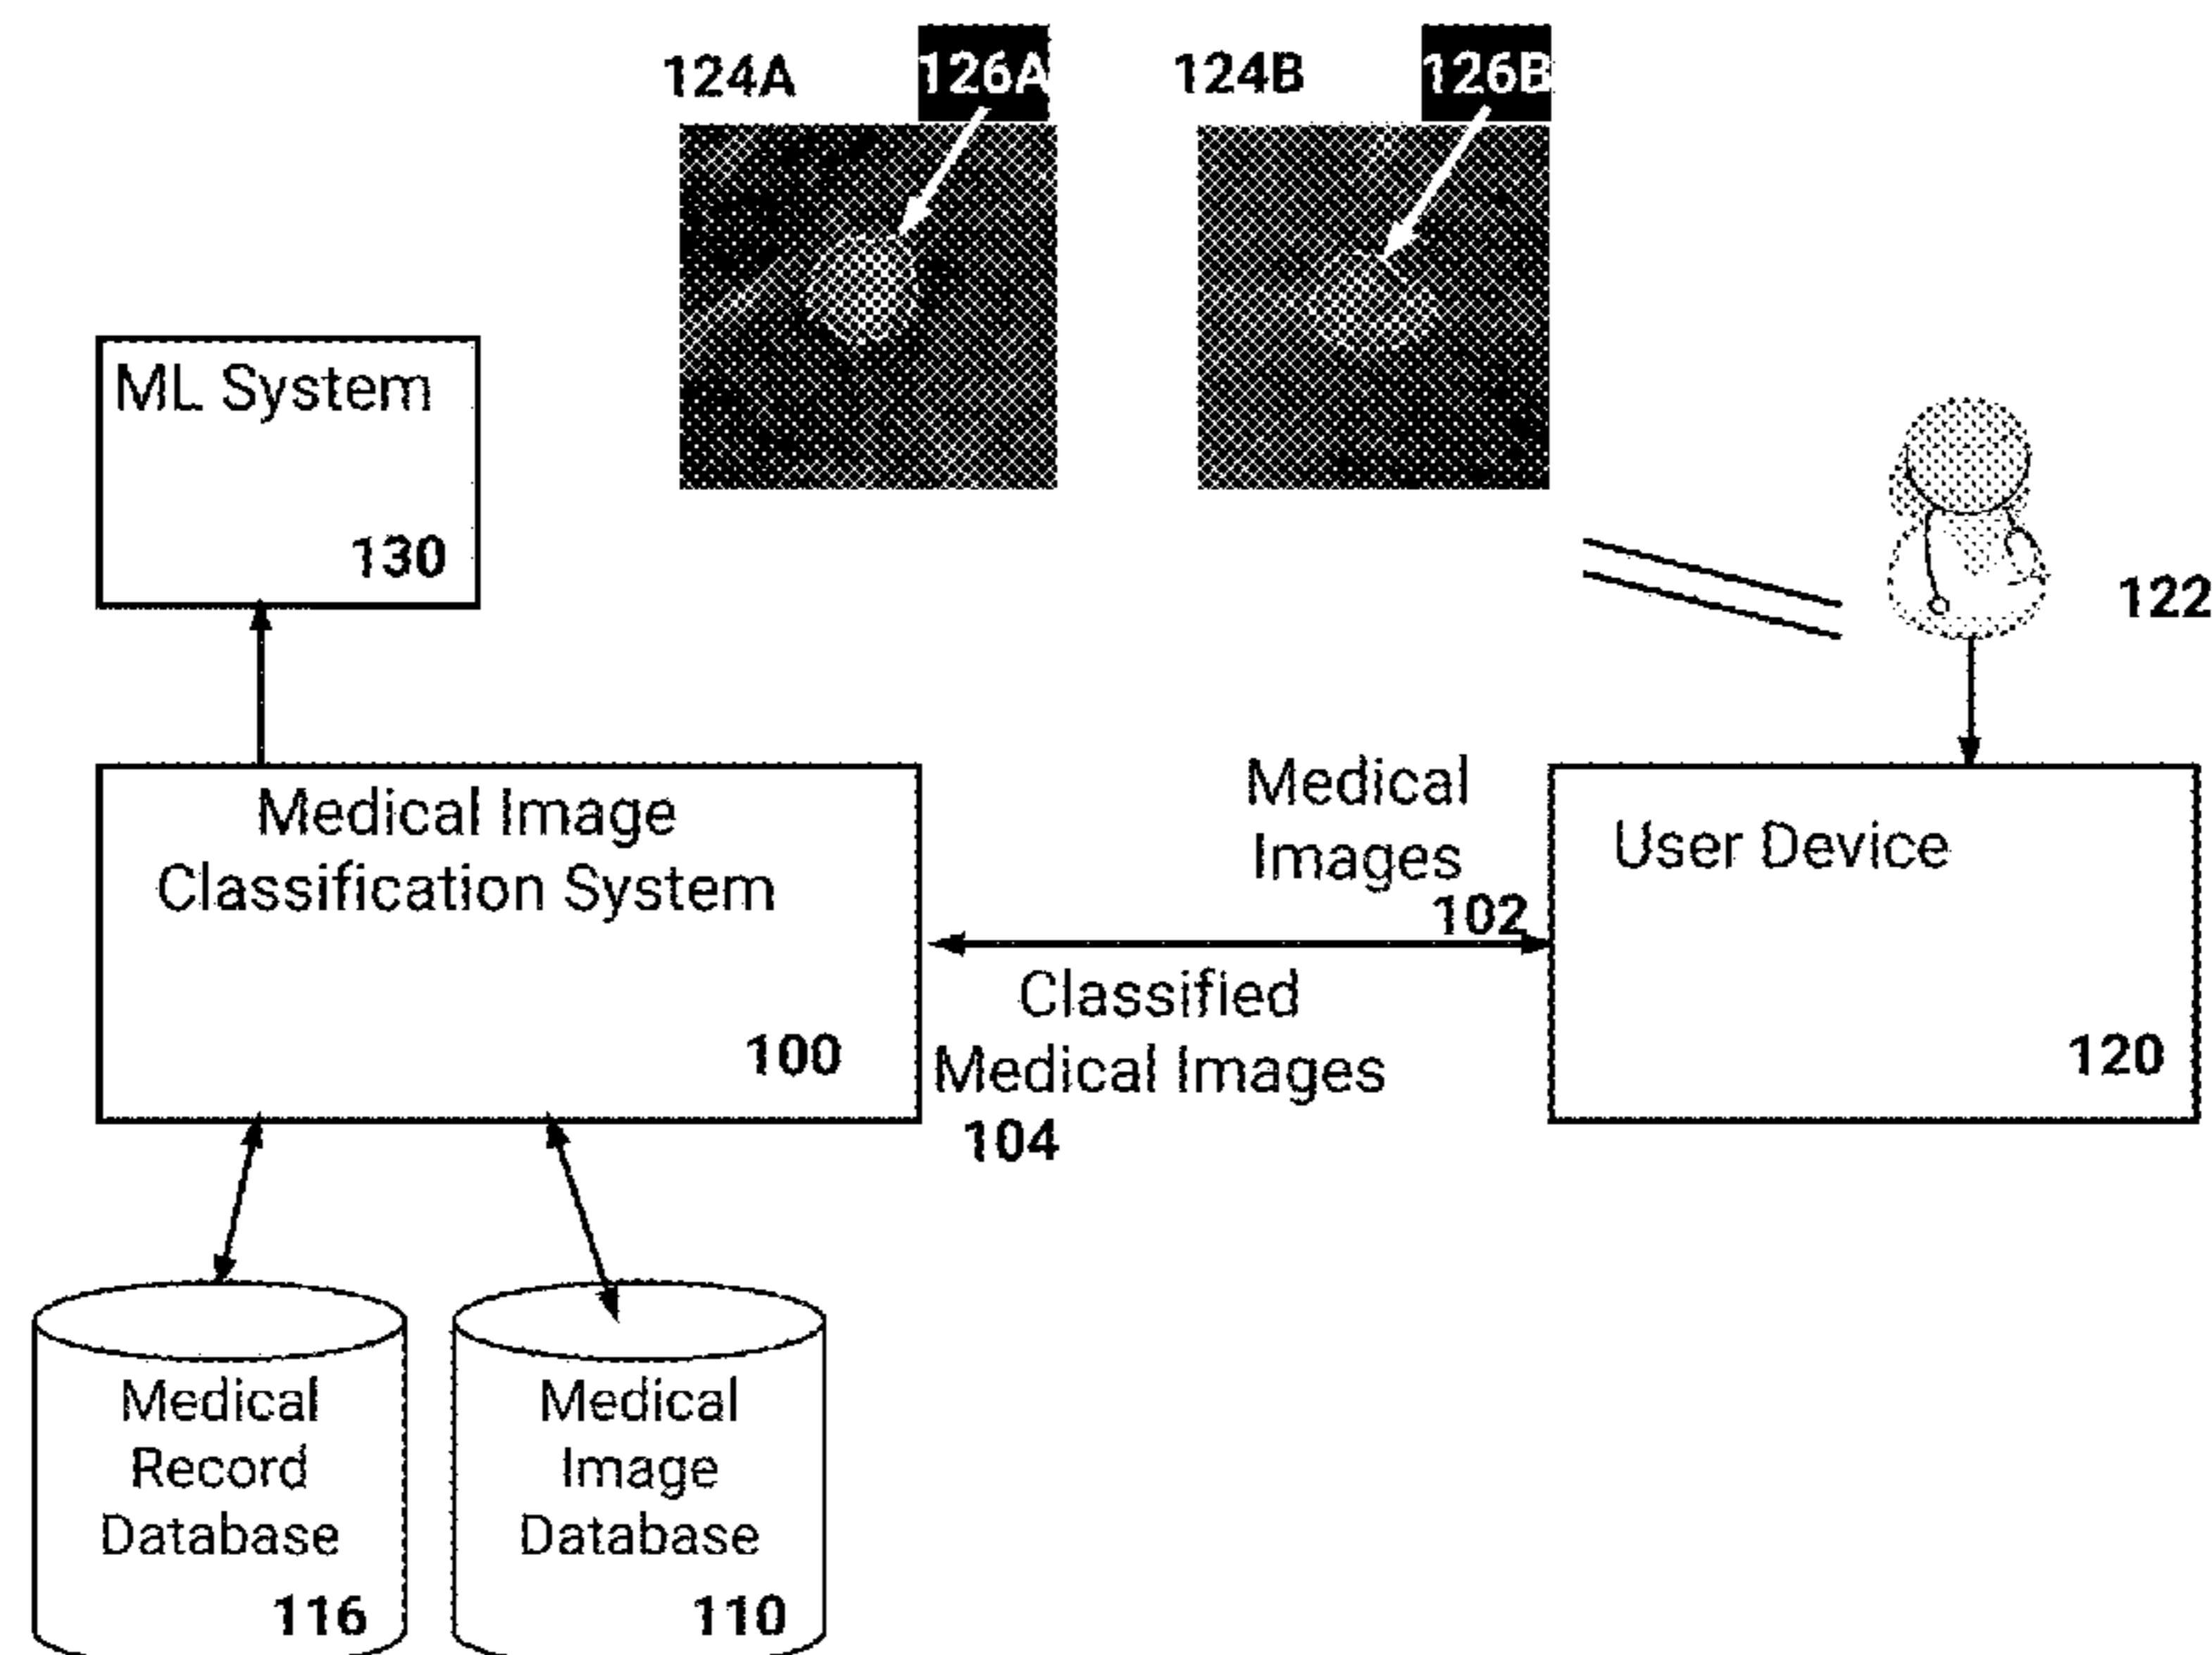 124A
126A
124B
126B
ML System
130
122
Medical Image
Classification System
100
Medical
Images
102
Classified
Medical Images
104
User Device
120
Medical
Record
Database
116
Medical
Image
Database
110